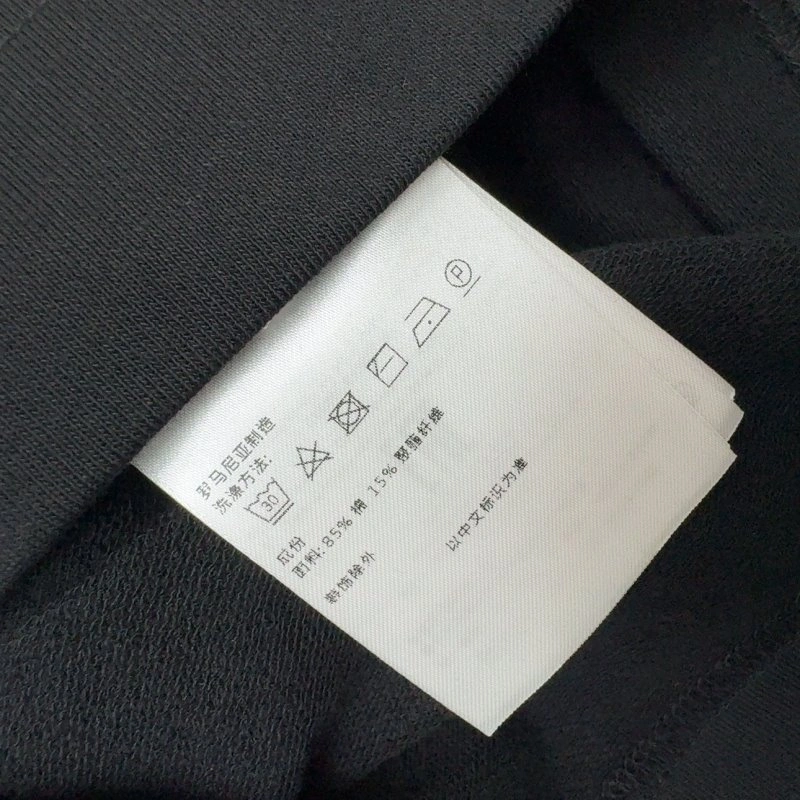 罗马尼亚制造
洗涤方法:
30
P
成份
面料: 85% 棉 15% 聚酯纤维
装饰除外
以中文标识为准